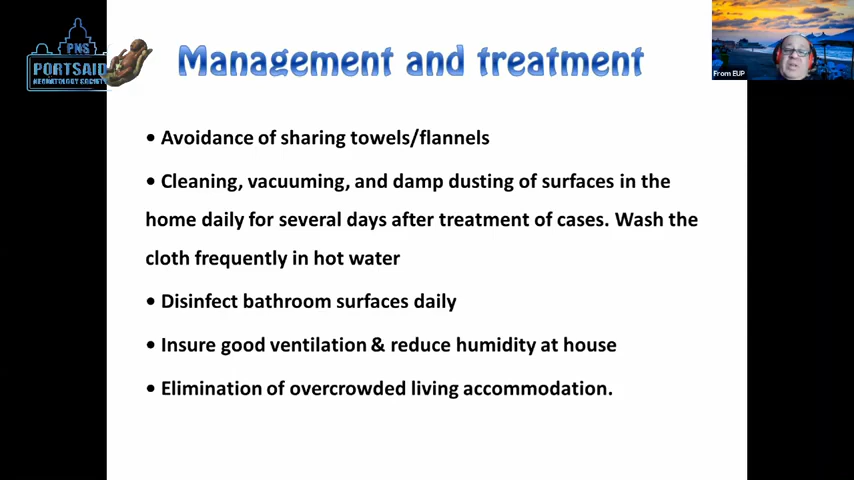 PNS
PORTSAID
NEONATOLOGY SOCIETY
Management and treatment
From EUP
• Avoidance of sharing towels/flannels
• Cleaning, vacuuming, and damp dusting of surfaces in the
home daily for several days after treatment of cases. Wash the
cloth frequently in hot water
• Disinfect bathroom surfaces daily
• Insure good ventilation & reduce humidity at house
• Elimination of overcrowded living accommodation.